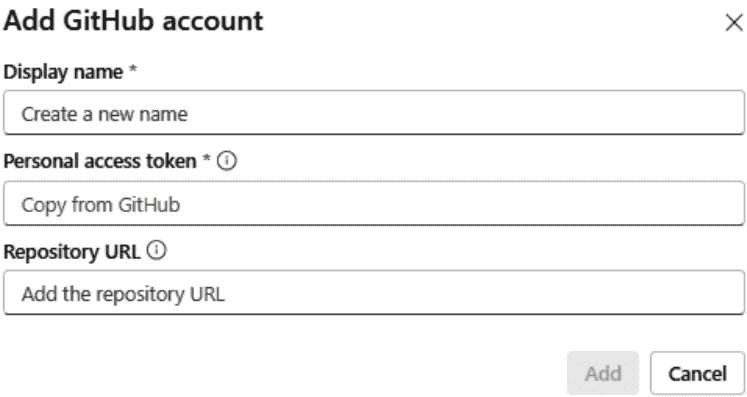 Add GitHub account
Display name *
Create a new name
Personal access token *
Copy from GitHub
Repository URL
Add the repository URL
Add Cancel